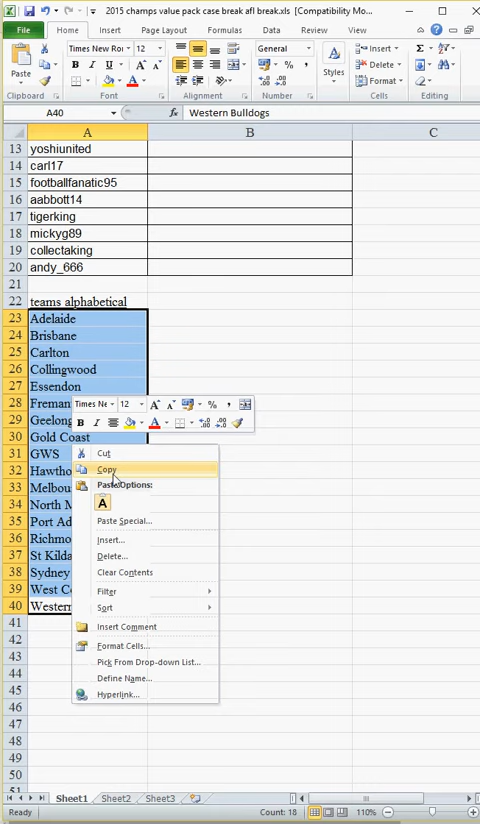 2015 champs value pack case break afl break.xls [Compatibility Mo...
File Home Insert Page Layout Formulas Data Review View
Paste
Times New Ro 12
B I U
General
Styles
Insert
Delete
Format
Clipboard Font Alignment Number Cells Editing
A40 fx Western Bulldogs
A B C
13 yoshiunited
14 carl17
15 footballfanatic95
16 aabbott14
17 tigerking
18 mickyg89
19 collectaking
20 andy_666
21
22 teams alphabetical
23 Adelaide
24 Brisbane
25 Carlton
26 Collingwood
27 Essendon
28 Freman
Times Ne 12
29 Geelong
B I
30 Gold Coast
31 GWS
Cut
32 Hawtho
Copy
33 Melbou
Paste Options:
34 North M
A
35 Port Ad
Paste Special...
36 Richmo
Insert...
37 St Kilda
Delete...
38 Sydney
Clear Contents
39 West Co
Filter
40 Western
Sort
41
Insert Comment
42
Format Cells...
43
Pick From Drop-down List...
44
Define Name...
45
Hyperlink...
46
47
48
49
50
51
Sheet1 Sheet2 Sheet3
Ready Count: 18 110%